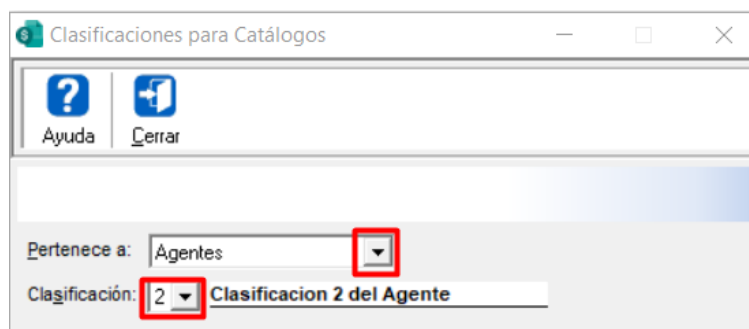 Clasificaciones para Catálogos
Ayuda Cerrar
Pertenece a: Agentes
Clasificación: 2 Clasificacion 2 del Agente